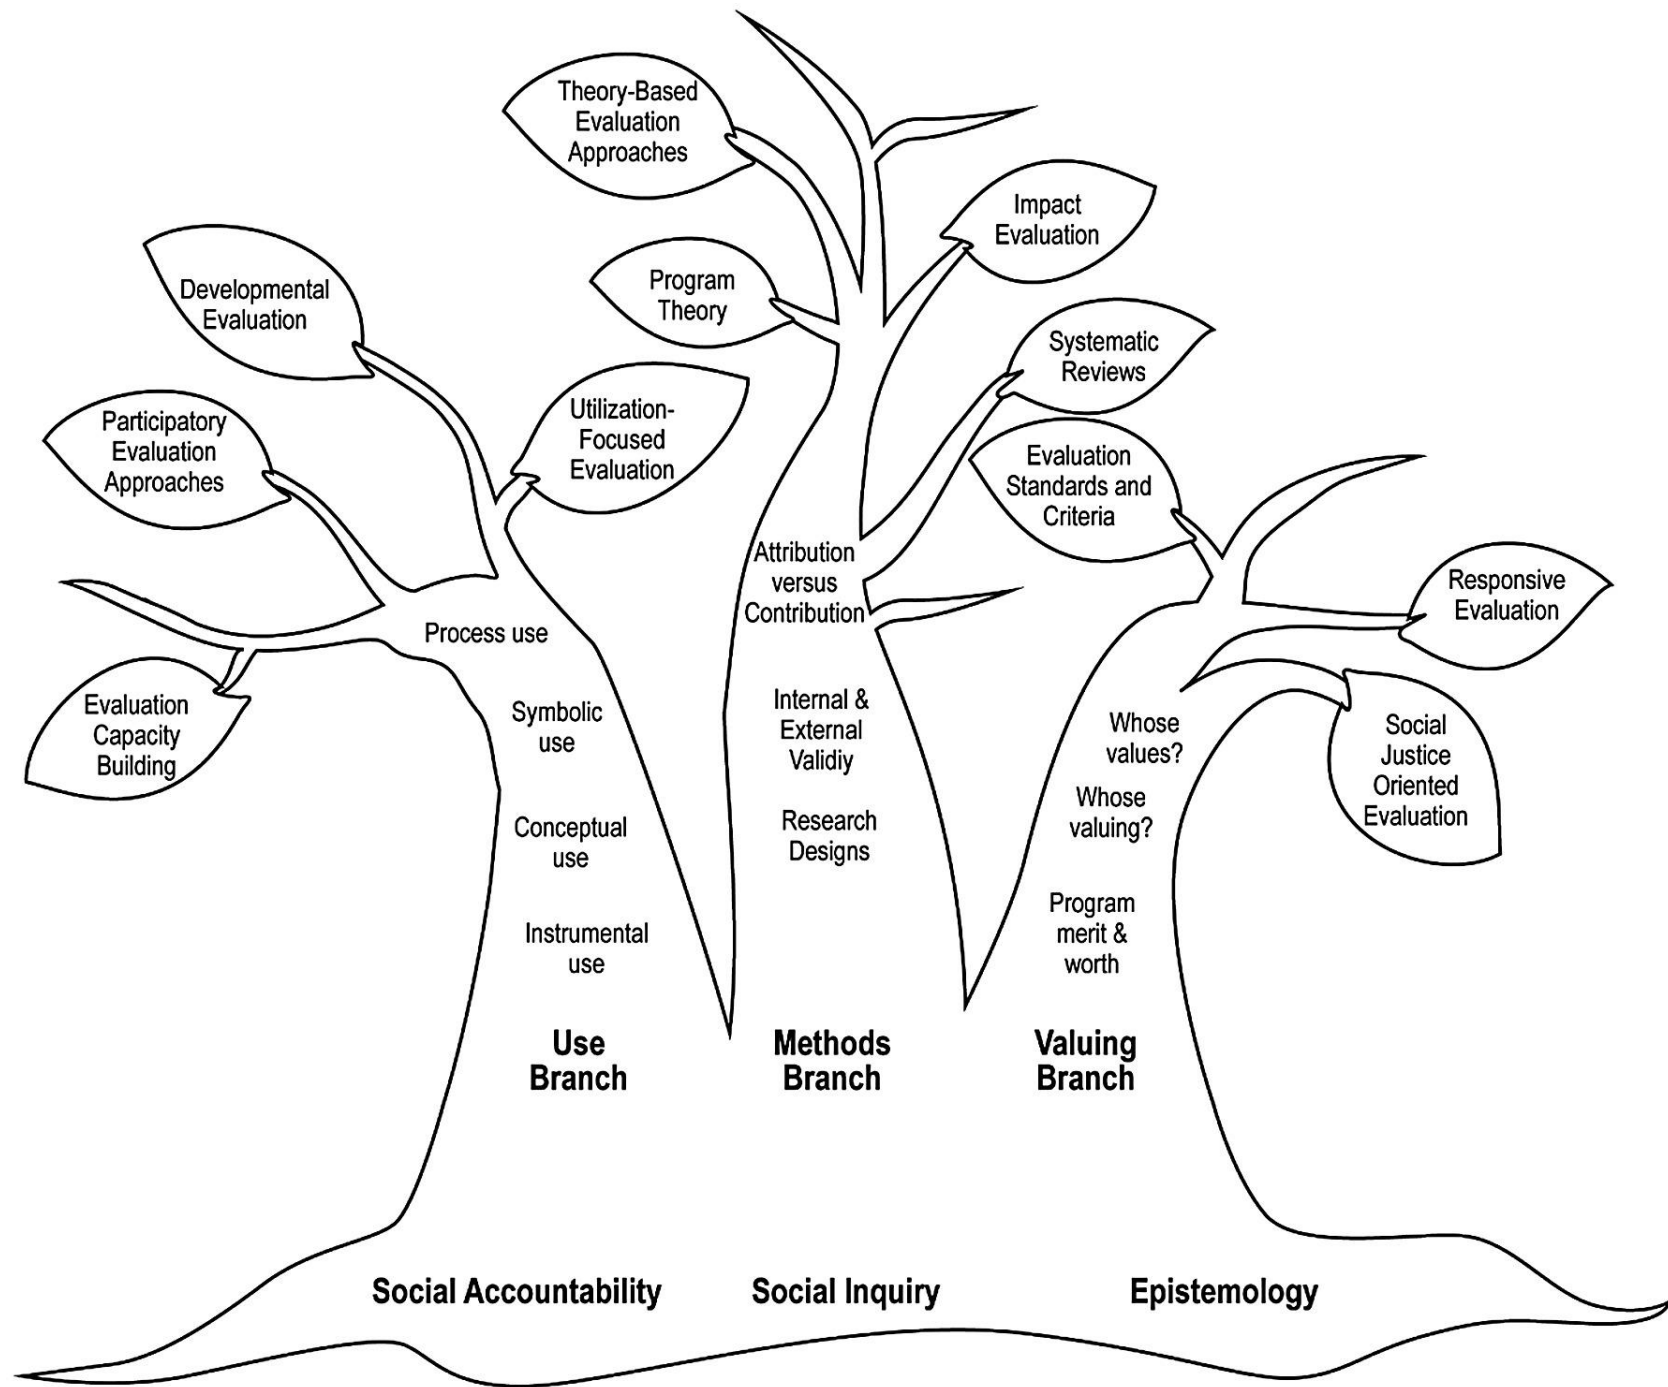 Theory-Based
Evaluation
Approaches
Impact
Evaluation
Program
Theory
Developmental
Evaluation
Systematic
Reviews
Utilization-
Focused
Evaluation
Participatory
Evaluation
Approaches
Evaluation
Standards and
Criteria
Attribution
versus
Contribution
Responsive
Evaluation
Process use
Evaluation
Capacity
Building
Symbolic
use
Internal &
External
Validiy
Whose
values?
Social
Justice
Oriented
Evaluation
Whose
valuing?
Conceptual
use
Research
Designs
Instrumental
use
Program
merit &
worth
Use
Branch
Methods
Branch
Valuing
Branch
Social Accountability
Social Inquiry
Epistemology